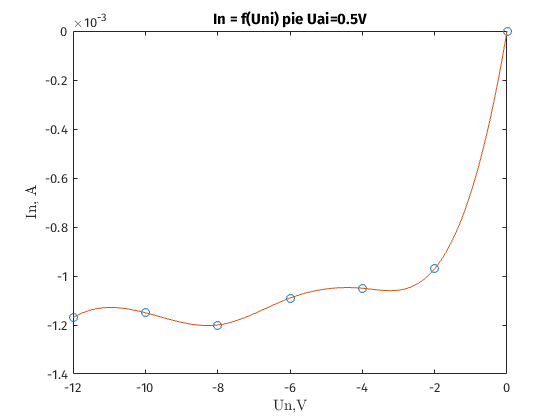 In = f(Uni) pie Uai=0.5V
×10-3
0
-0.2
-0.4
-0.6
-0.8
-1
-1.2
-1.4
In, A
-12 -10 -8 -6 -4 -2 0
Un,V